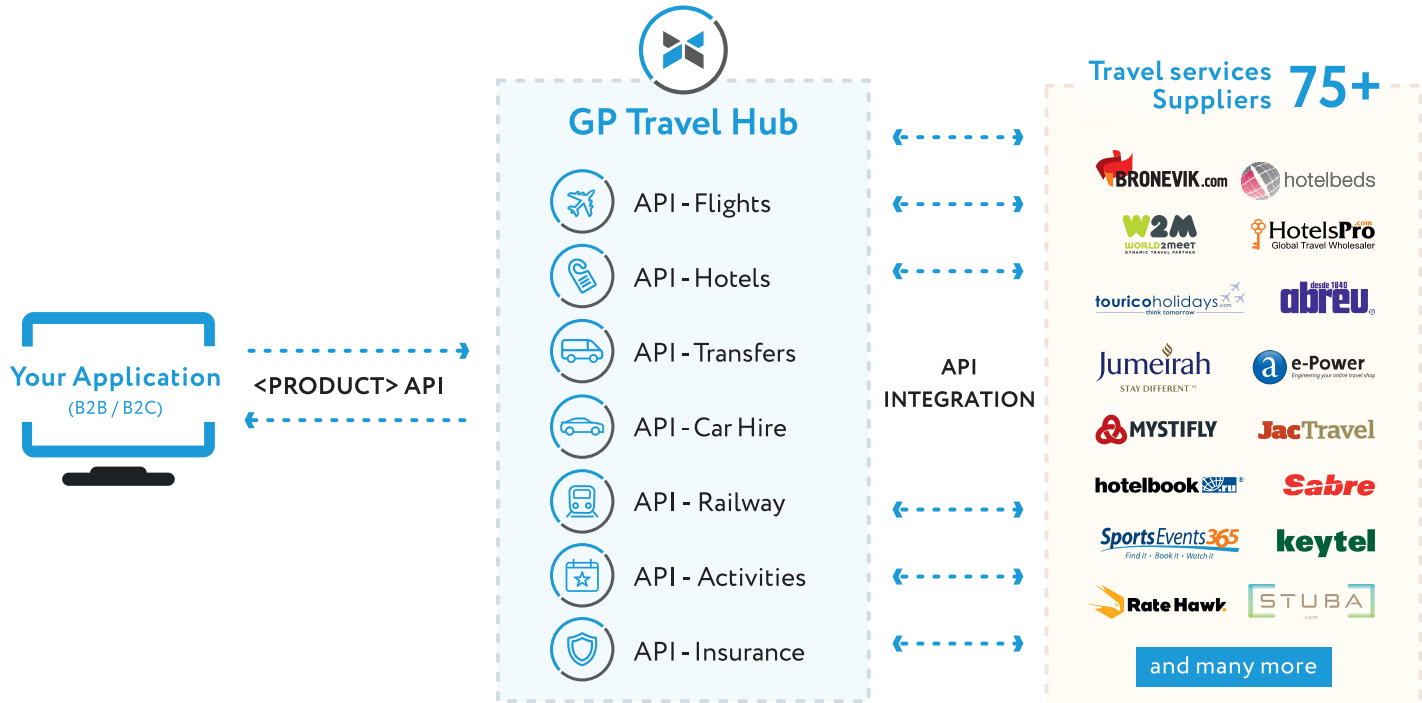 Your Application
(B2B / B2C)
<PRODUCT> API
GP Travel Hub
API - Flights
API - Hotels
API - Transfers
API - Car Hire
API - Railway
API - Activities
API - Insurance
API
INTEGRATION
Travel services
Suppliers
75+
BRONEVIK.com
hotelbeds
W2M
WORLD2MEET
DYNAMIC TRAVEL PARTNER
HotelsPro.com
Global Travel Wholesaler
touricoholidays.com
think tomorrow
desde 1840
abreu®
Jumeirah
STAY DIFFERENT ™
a e-Power
Engineering your online travel shop
MYSTIFLY
JacTravel
hotelbook.ru®
Sabre
SportsEvents365
Find it • Book it • Watch it
keytel
RateHawk
STUBA
.com
and many more